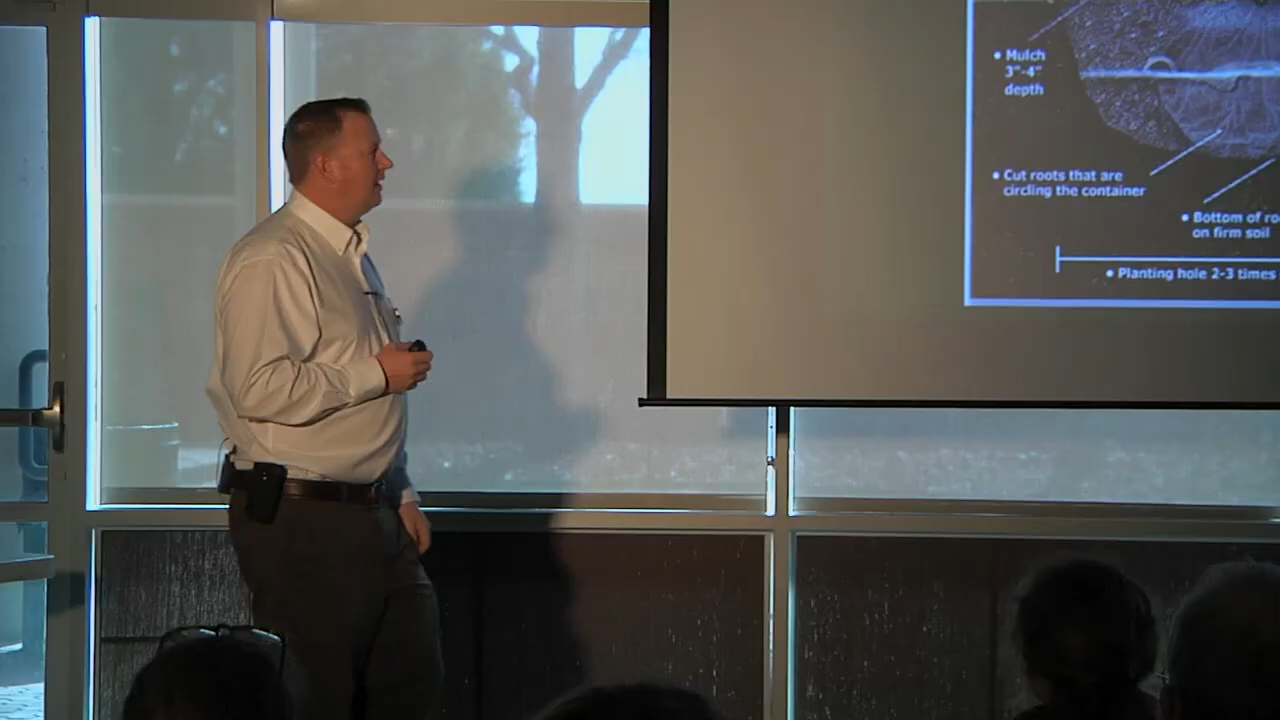 • Mulch
3"-4"
depth
• Cut roots that are
circling the container
• Bottom of ro
on firm soil
• Planting hole 2-3 times